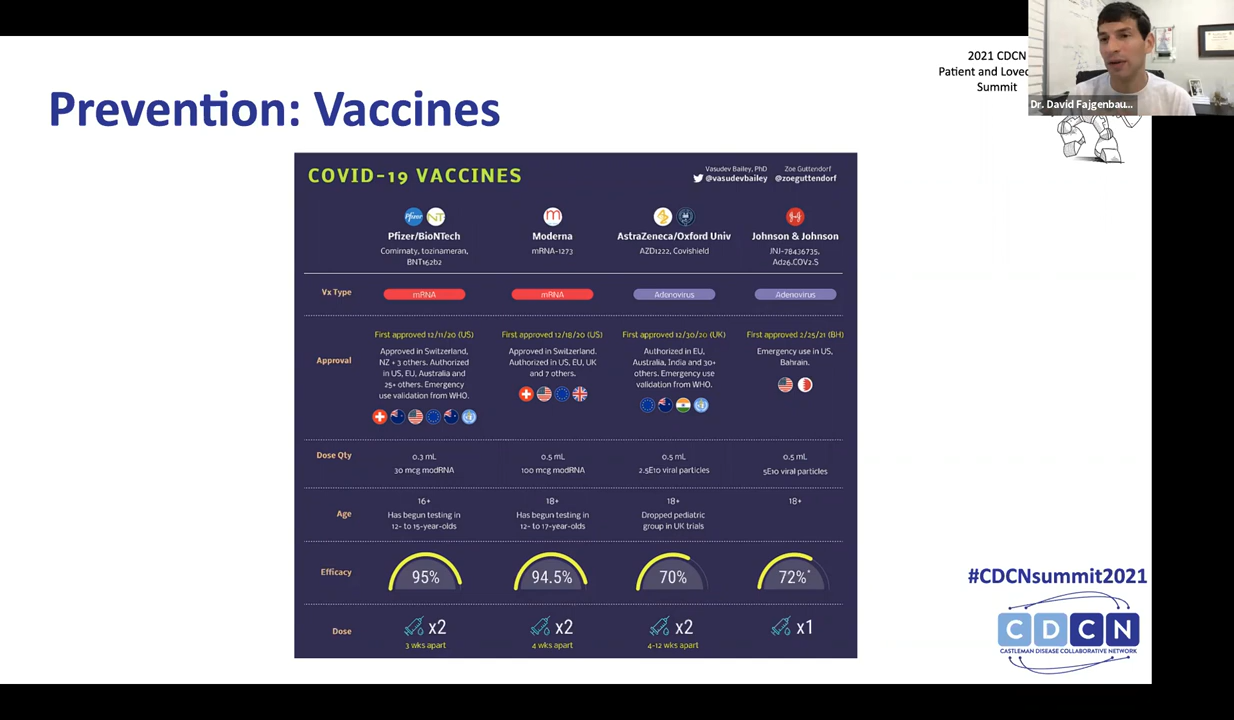 2021 CDCN
Patient and Loved
Summit
Dr. David Fajgenbau...
Prevention: Vaccines
COVID-19 VACCINES
Vasudev Bailey, PhD
@vasudevbailey
Zoe Guttendorf
@zoeguttendorf
Pfizer/BioNTech
Comirnaty, tozinameran,
BNT162b2
Moderna
mRNA-1273
AstraZeneca/Oxford Univ
AZD1222, Covishield
Johnson & Johnson
JNJ-78436735,
Ad26.COV2.S
Vx Type
mRNA
mRNA
Adenovirus
Adenovirus
Approval
First approved 12/11/20 (US)
Approved in Switzerland,
NZ + 3 others. Authorized
in US, EU, Australia and
25+ others. Emergency
use validation from WHO.
First approved 12/18/20 (US)
Approved in Switzerland.
Authorized in US, EU, UK
and 7 others.
First approved 12/30/20 (UK)
Authorized in EU,
Australia, India and 30+
others. Emergency use
validation from WHO.
First approved 2/25/21 (BH)
Emergency use in US,
Bahrain.
Dose Qty
0.3 mL
30 mcg modRNA
0.5 mL
100 mcg modRNA
0.5 mL
2.5E10 viral particles
0.5 mL
5E10 viral particles
Age
16+
Has begun testing in
12- to 15-year-olds
18+
Has begun testing in
12- to 17-year-olds
18+
Dropped pediatric
group in UK trials
18+
Efficacy
95%
94.5%
70%
72%*
Dose
x2
3 wks apart
x2
4 wks apart
x2
4-12 wks apart
x1
#CDCNsummit2021
CDCN
CASTLEMAN DISEASE COLLABORATIVE NETWORK